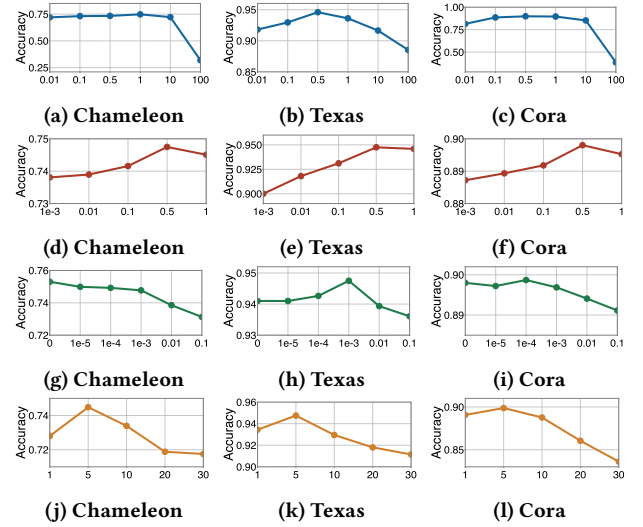 Accuracy 0.75 0.50 0.25 0.01 0.1 0.5 1 10 100
Accuracy 0.95 0.90 0.85 0.01 0.1 0.5 1 10 100
Accuracy 1.00 0.75 0.50 0.01 0.1 0.5 1 10 100
(a) Chameleon (b) Texas (c) Cora
Accuracy 0.75 0.74 0.73 1e-3 0.01 0.1 0.5 1
Accuracy 0.950 0.925 0.900 1e-3 0.01 0.1 0.5 1
Accuracy 0.90 0.89 0.88 1e-3 0.01 0.1 0.5 1
(d) Chameleon (e) Texas (f) Cora
Accuracy 0.76 0.74 0.72 0 1e-5 1e-4 1e-3 0.01 0.1
Accuracy 0.95 0.94 0.93 0 1e-5 1e-4 1e-3 0.01 0.1
Accuracy 0.90 0.89 0 1e-5 1e-4 1e-3 0.01 0.1
(g) Chameleon (h) Texas (i) Cora
Accuracy 0.74 0.72 1 5 10 20 30
Accuracy 0.96 0.94 0.92 0.90 1 5 10 20 30
Accuracy 0.90 0.85 1 5 10 20 30
(j) Chameleon (k) Texas (l) Cora